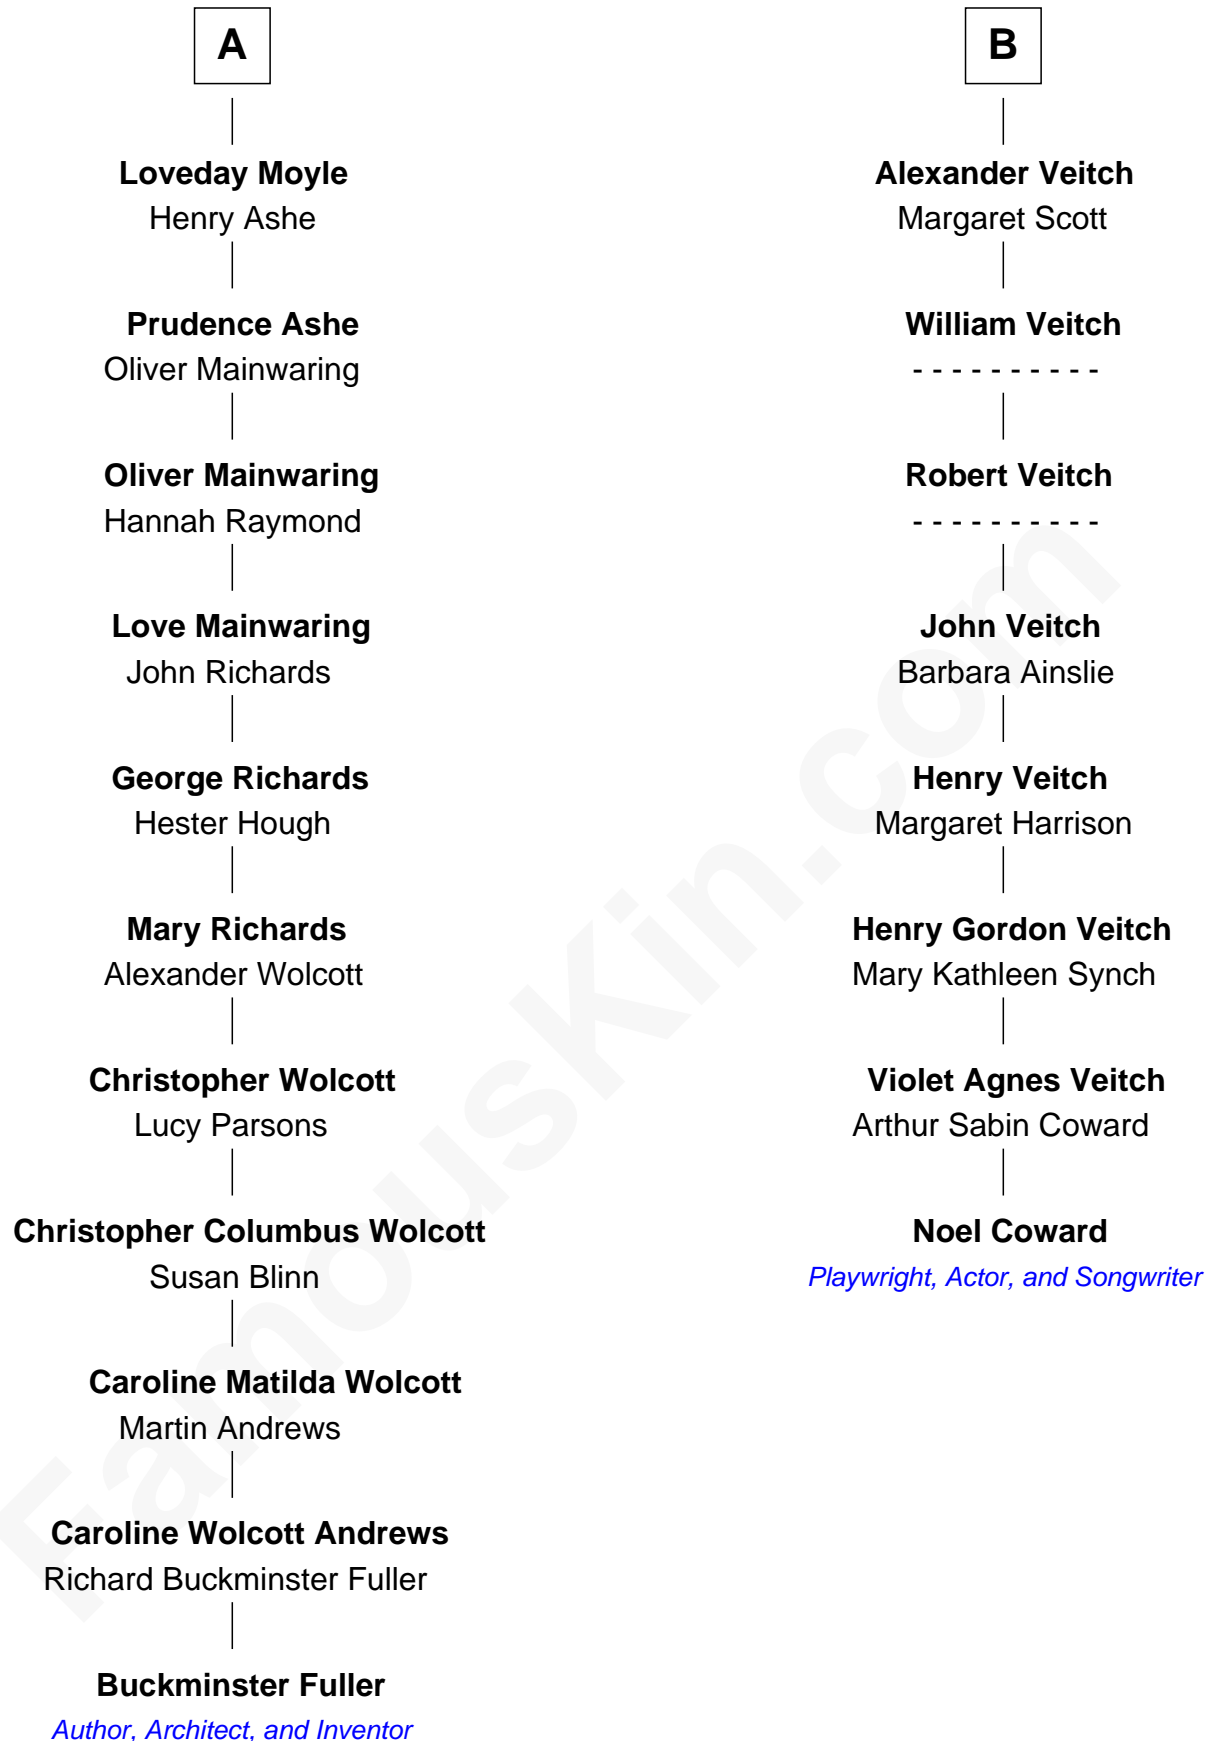 A
Loveday Moyle
Henry Ashe
Prudence Ashe
Oliver Mainwaring
Oliver Mainwaring
Hannah Raymond
Love Mainwaring
John Richards
George Richards
Hester Hough
Mary Richards
Alexander Wolcott
Christopher Wolcott
Lucy Parsons
Christopher Columbus Wolcott
Susan Blinn
Caroline Matilda Wolcott
Martin Andrews
Caroline Wolcott Andrews
Richard Buckminster Fuller
Buckminster Fuller
Author, Architect, and Inventor
B
Alexander Veitch
Margaret Scott
William Veitch
- - - - - - - - - -
Robert Veitch
- - - - - - - - - -
John Veitch
Barbara Ainslie
Henry Veitch
Margaret Harrison
Henry Gordon Veitch
Mary Kathleen Synch
Violet Agnes Veitch
Arthur Sabin Coward
Noel Coward
Playwright, Actor, and Songwriter
FamousKin.com